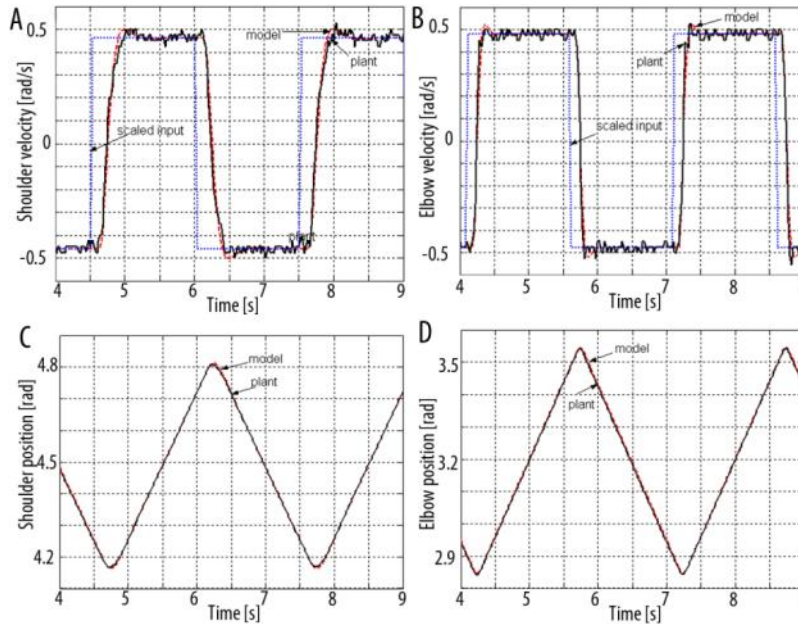 A
Shoulder velocity [rad/s]
0.5
0
-0.5
model
plant
scaled input
plant
4 5 6 7 8 9
Time [s]
B
Elbow velocity [rad/s]
0.5
0
-0.5
model
plant
scaled input
4 5 6 7 8 9
Time [s]
C
Shoulder position [rad]
4.8
4.5
4.2
model
plant
4 5 6 7 8 9
Time [s]
D
Elbow position [rad]
3.5
3.2
2.9
model
plant
4 5 6 7 8 9
Time [s]